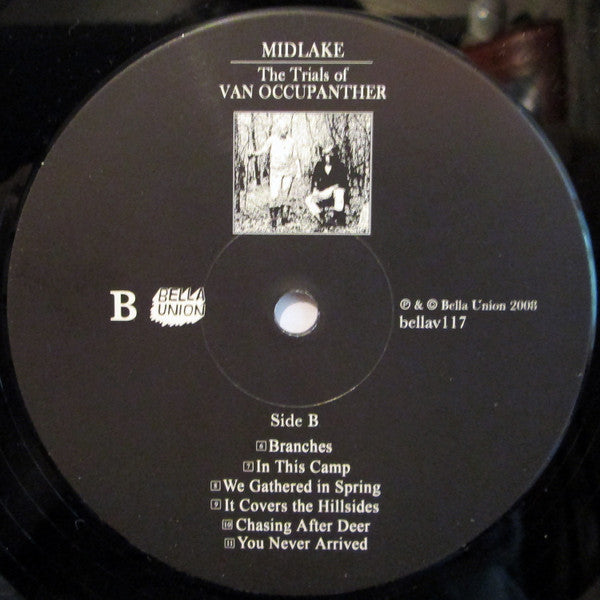 MIDLAKE
The Trials of
VAN OCCUPANTHER
B
BELLA
UNION
℗ & © Bella Union 2008
bellav117
Side B
6 Branches
7 In This Camp
8 We Gathered in Spring
9 It Covers the Hillsides
10 Chasing After Deer
11 You Never Arrived